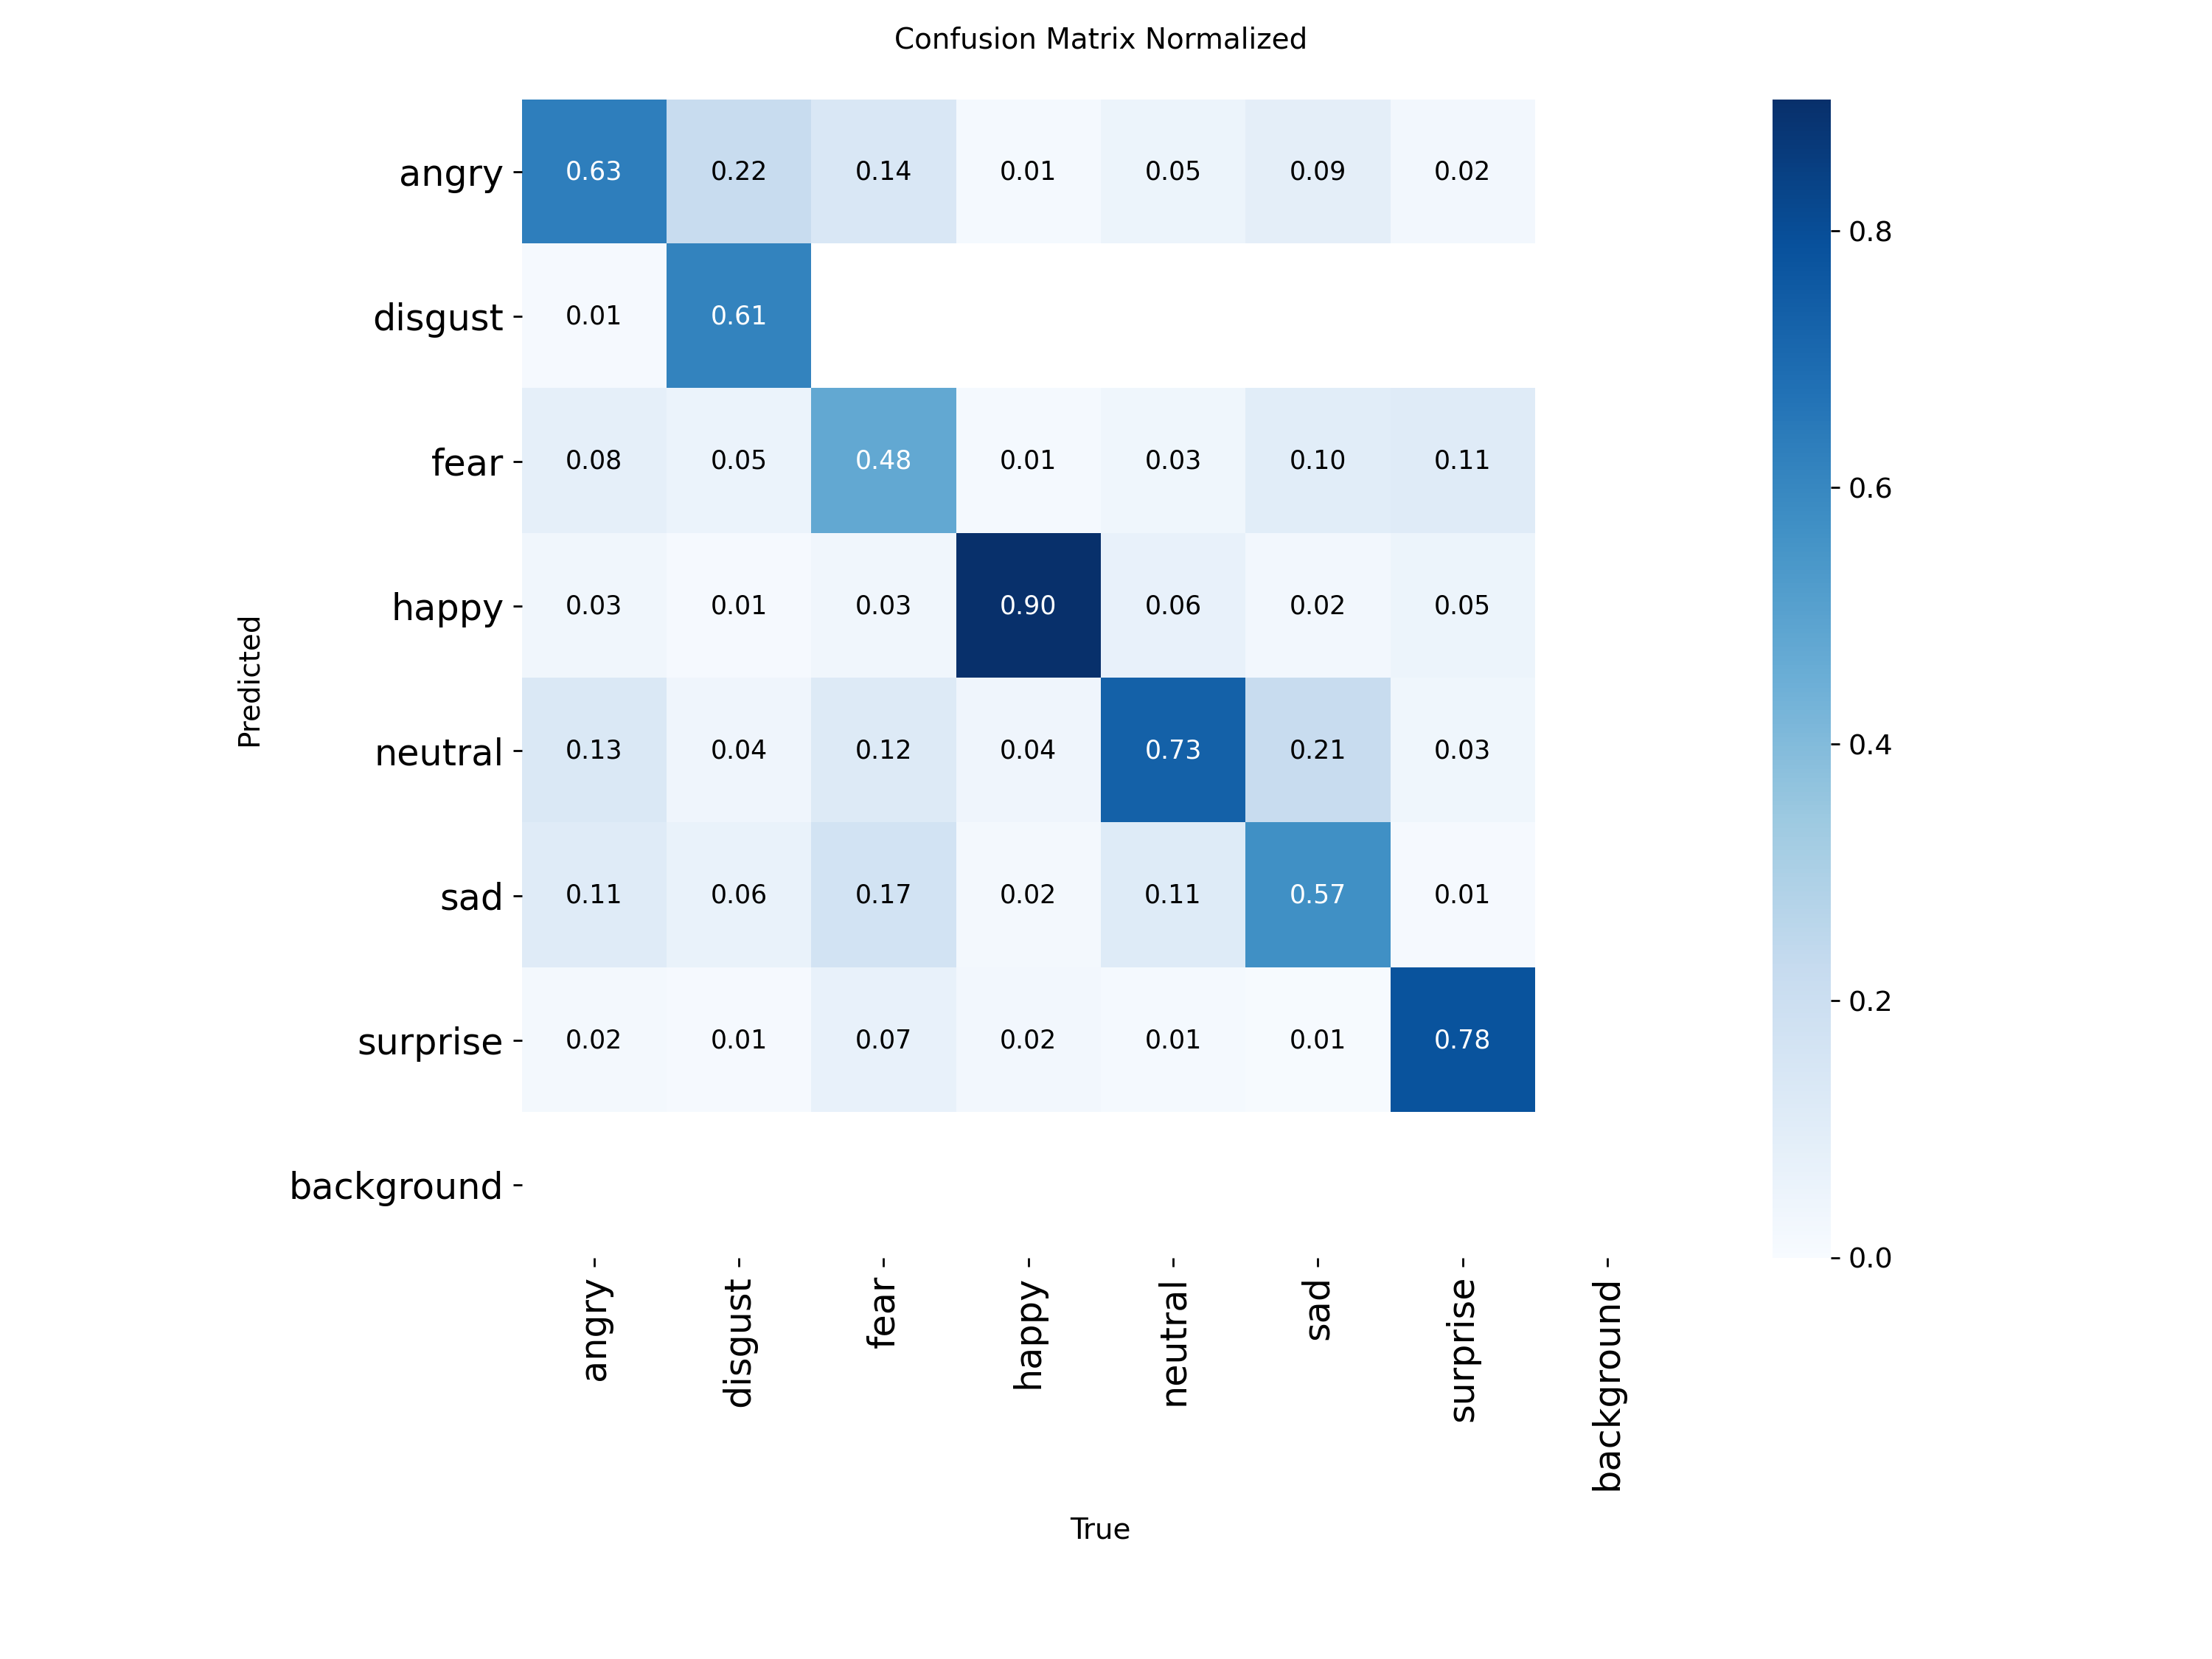 Confusion Matrix Normalized
angry 0.63 0.22 0.14 0.01 0.05 0.09 0.02
disgust 0.01 0.61
fear 0.08 0.05 0.48 0.01 0.03 0.10 0.11
happy 0.03 0.01 0.03 0.90 0.06 0.02 0.05
neutral 0.13 0.04 0.12 0.04 0.73 0.21 0.03
sad 0.11 0.06 0.17 0.02 0.11 0.57 0.01
surprise 0.02 0.01 0.07 0.02 0.01 0.01 0.78
background
Predicted
angry disgust fear happy neutral sad surprise background
True
0.8
0.6
0.4
0.2
0.0